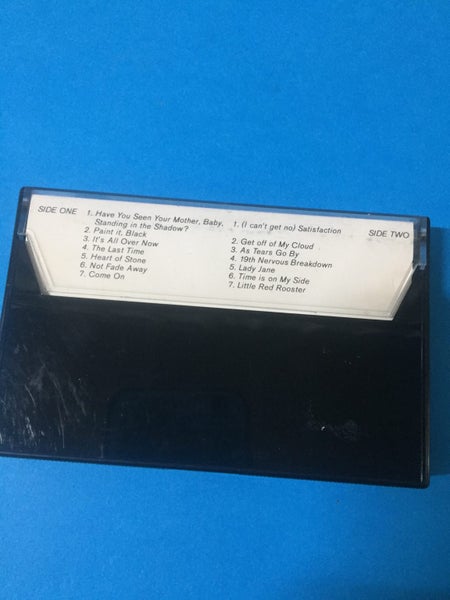 SIDE ONE
1. Have You Seen Your Mother, Baby,
Standing in the Shadow?
2. Paint it, Black
3. It's All Over Now
4. The Last Time
5. Heart of Stone
6. Not Fade Away
7. Come On
1. (I can't get no) Satisfaction
2. Get off of My Cloud
3. As Tears Go By
4. 19th Nervous Breakdown
5. Lady Jane
6. Time is on My Side
7. Little Red Rooster
SIDE TWO